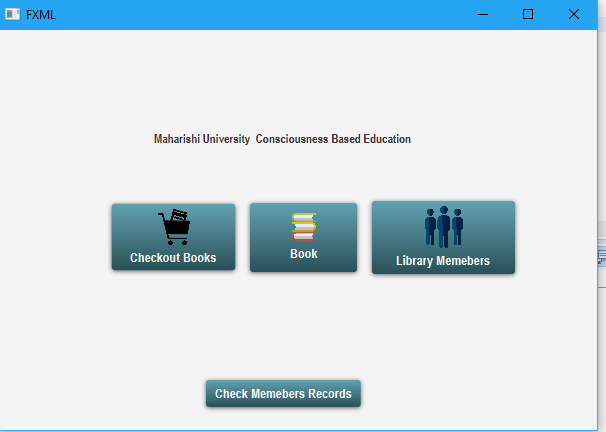 FXML
Maharishi University  Consciousness Based Education
Checkout Books
Book
Library Memebers
Check Memebers Records